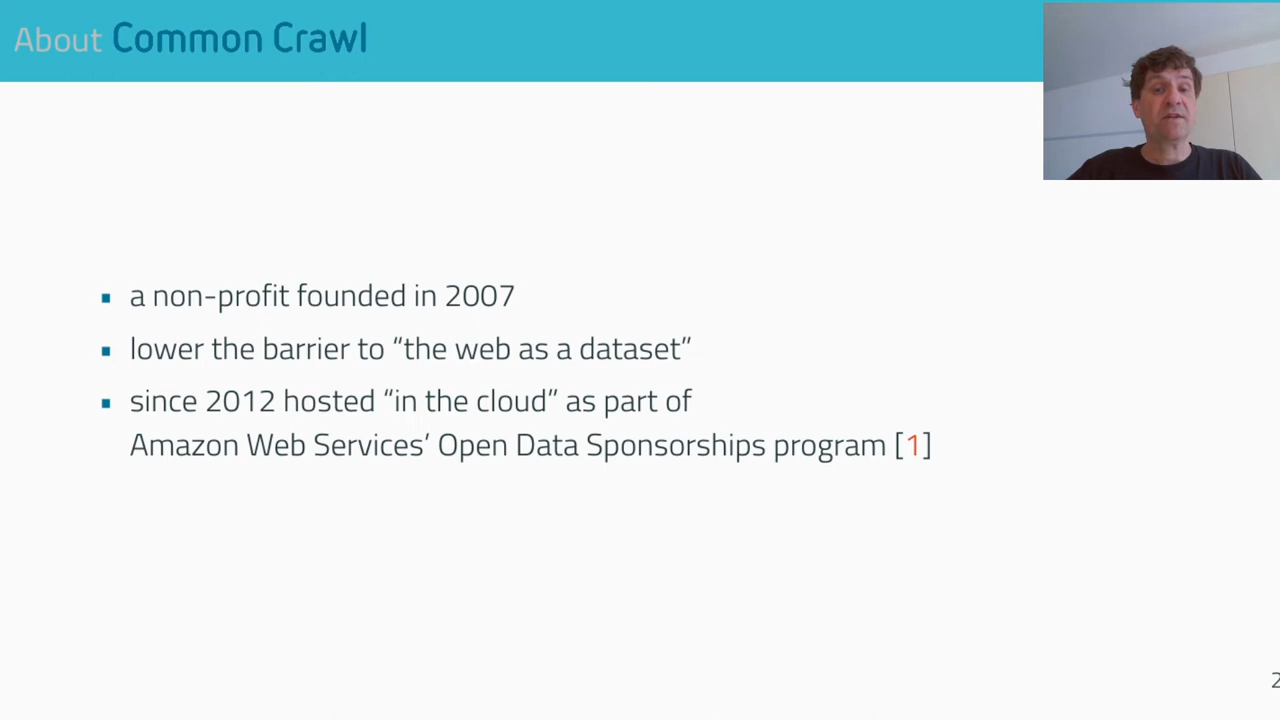 About Common Crawl
a non-profit founded in 2007
lower the barrier to “the web as a dataset”
since 2012 hosted “in the cloud” as part of
Amazon Web Services’ Open Data Sponsorships program [1]
2